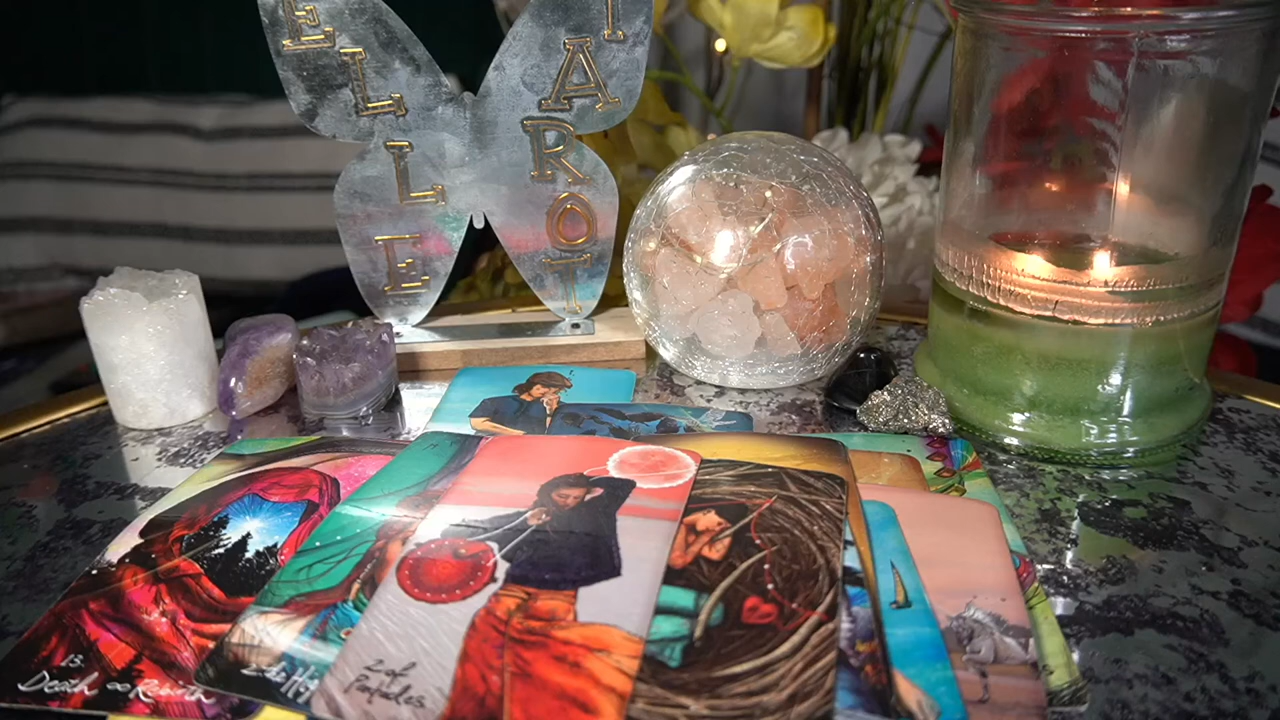 ELLE
TAROT
13.
Death ∞ Rebirth
2 of
Pentacles